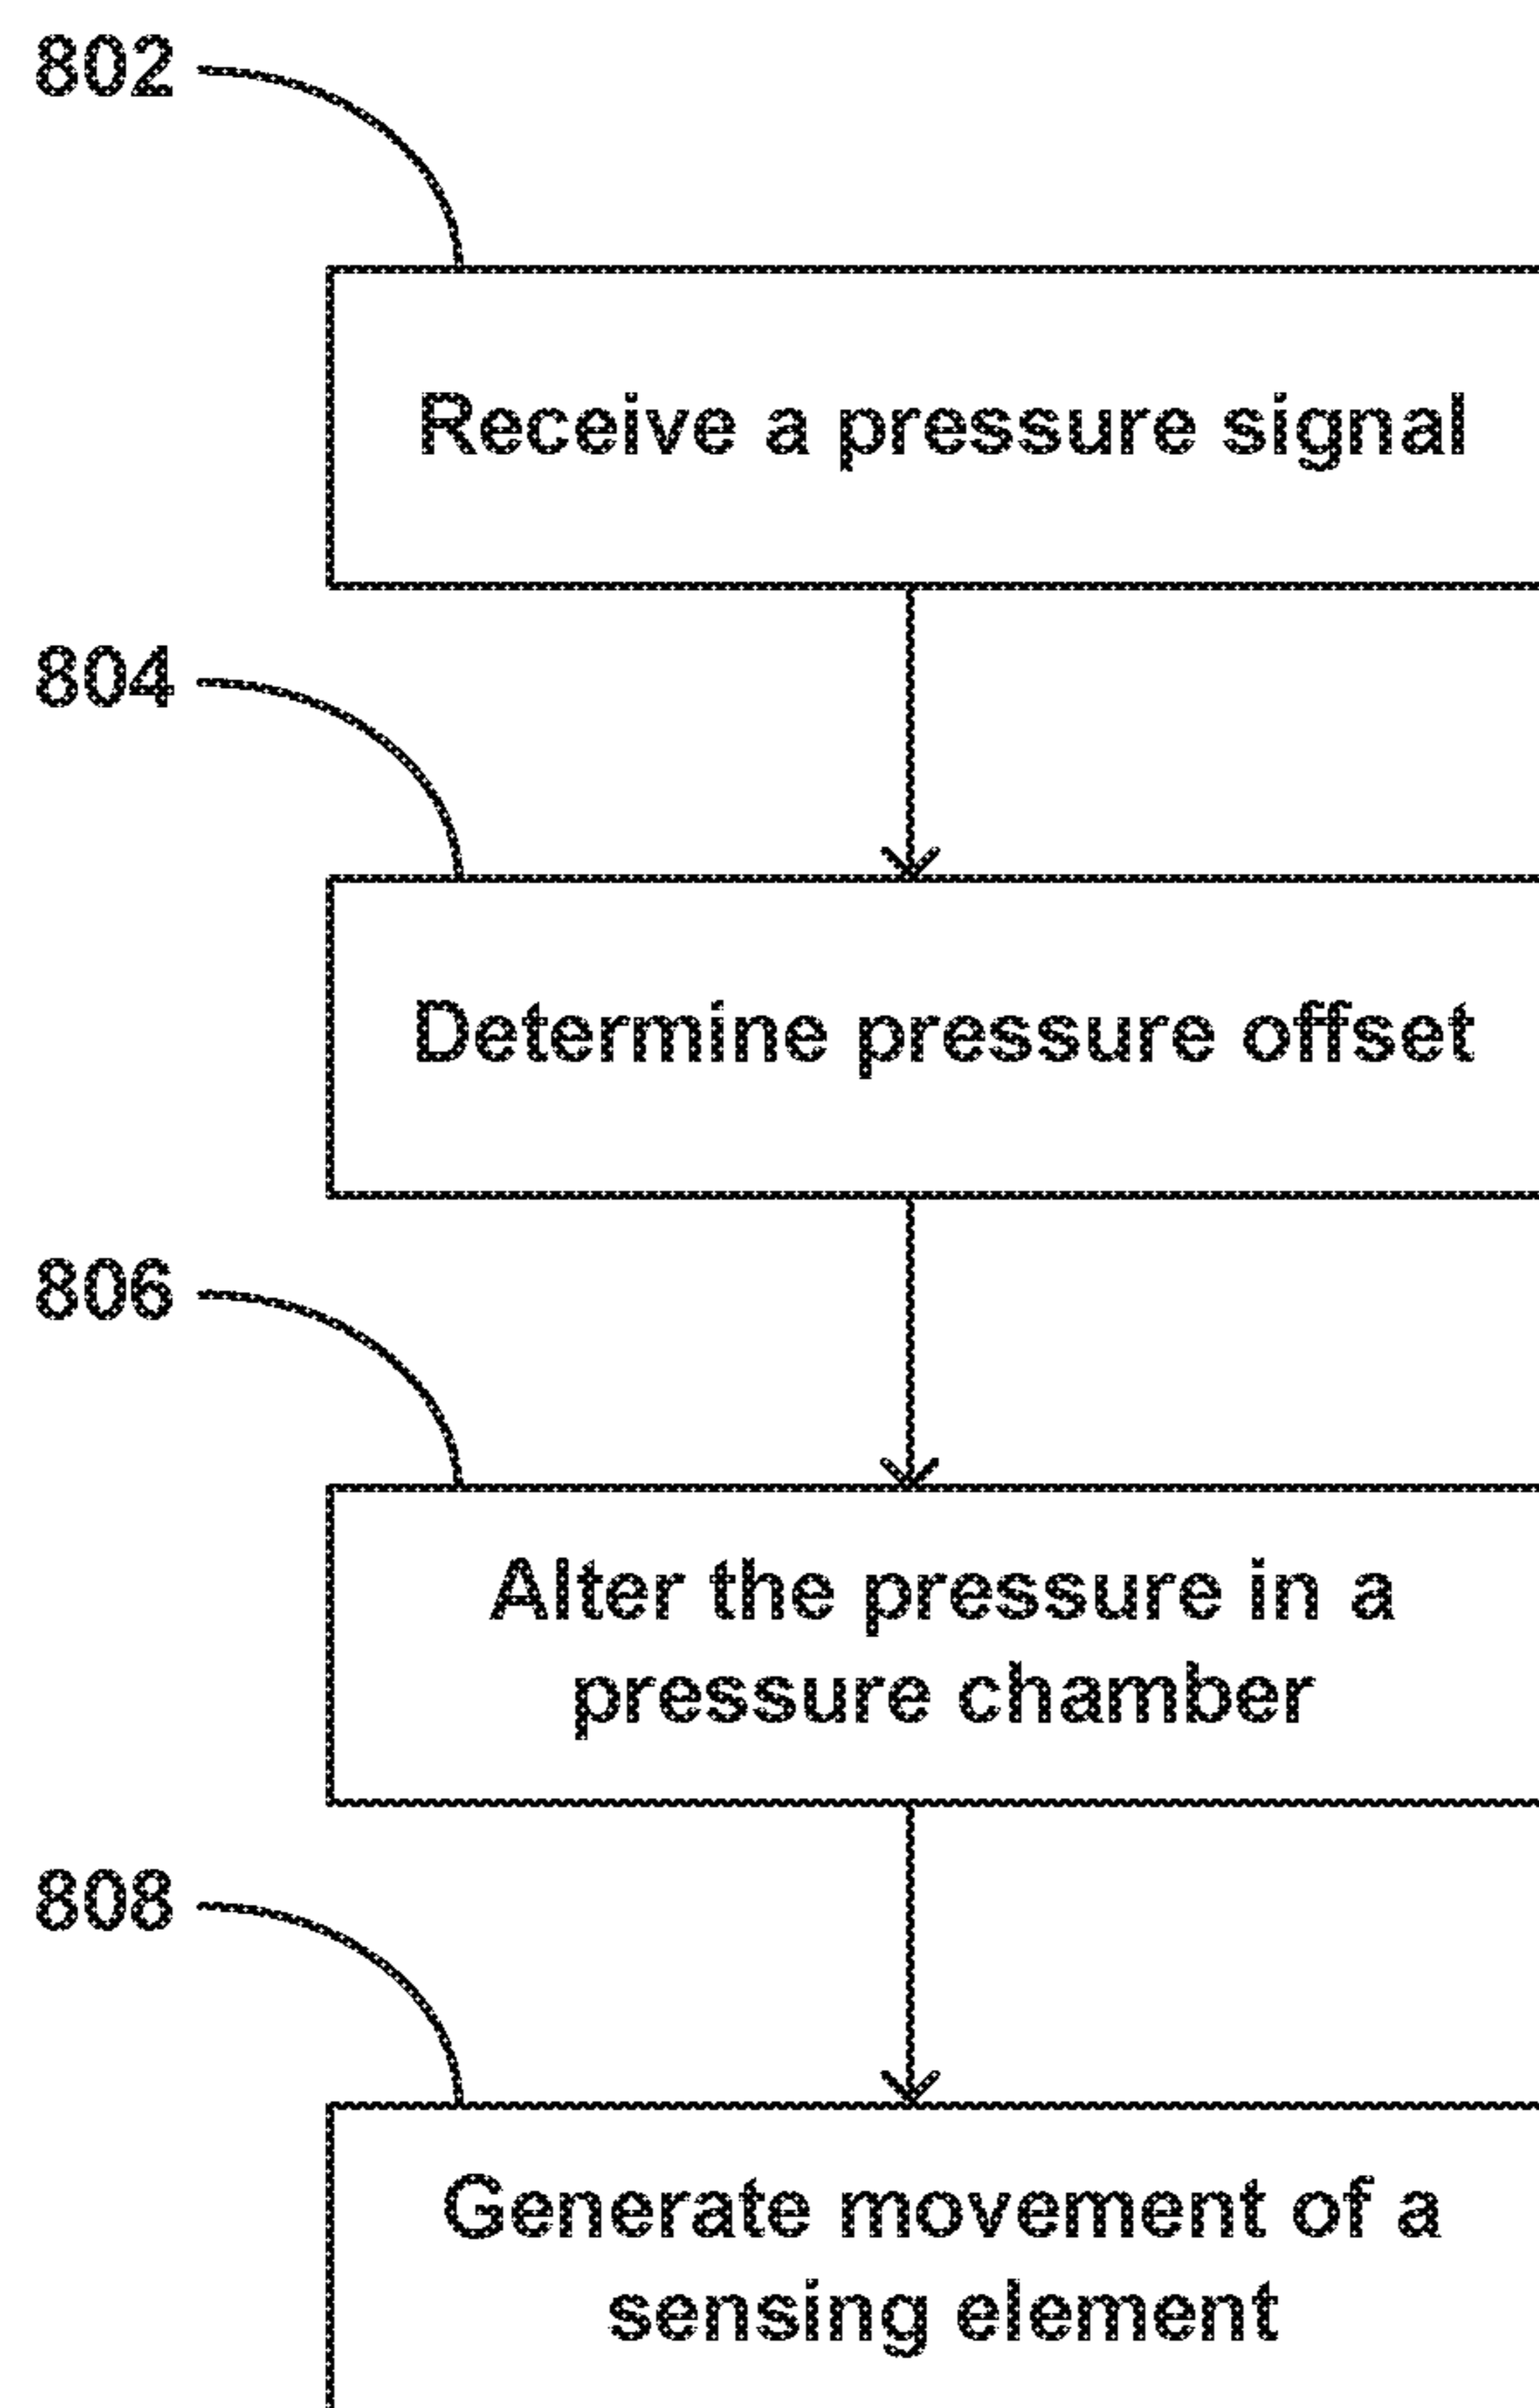 802
Receive a pressure signal
804
Determine pressure offset
806
Alter the pressure in a
pressure chamber
808
Generate movement of a
sensing element